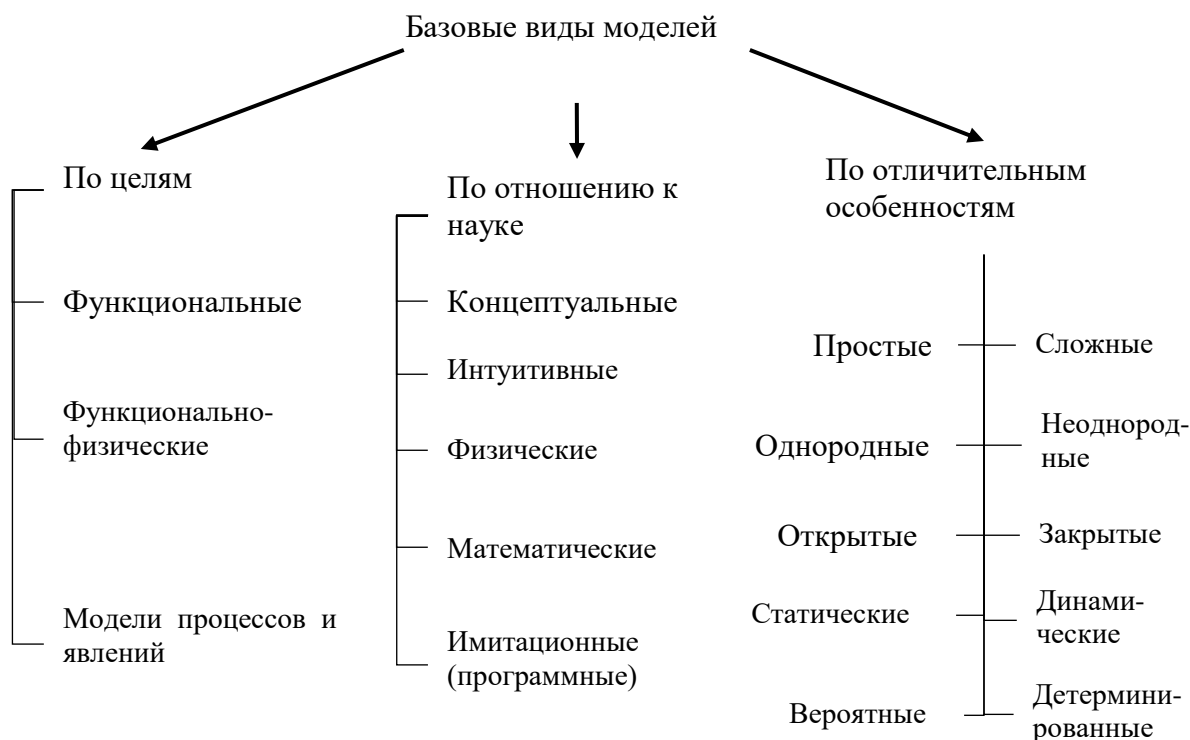 Базовые виды моделей
По целям
Функциональные
Функционально-
физические
Модели процессов и
явлений
По отношению к
науке
Концептуальные
Интуитивные
Физические
Математические
Имитационные
(программные)
По отличительным
особенностям
Простые
Сложные
Однородные
Неоднород-
ные
Открытые
Закрытые
Статические
Динами-
ческие
Вероятные
Детермини-
рованные